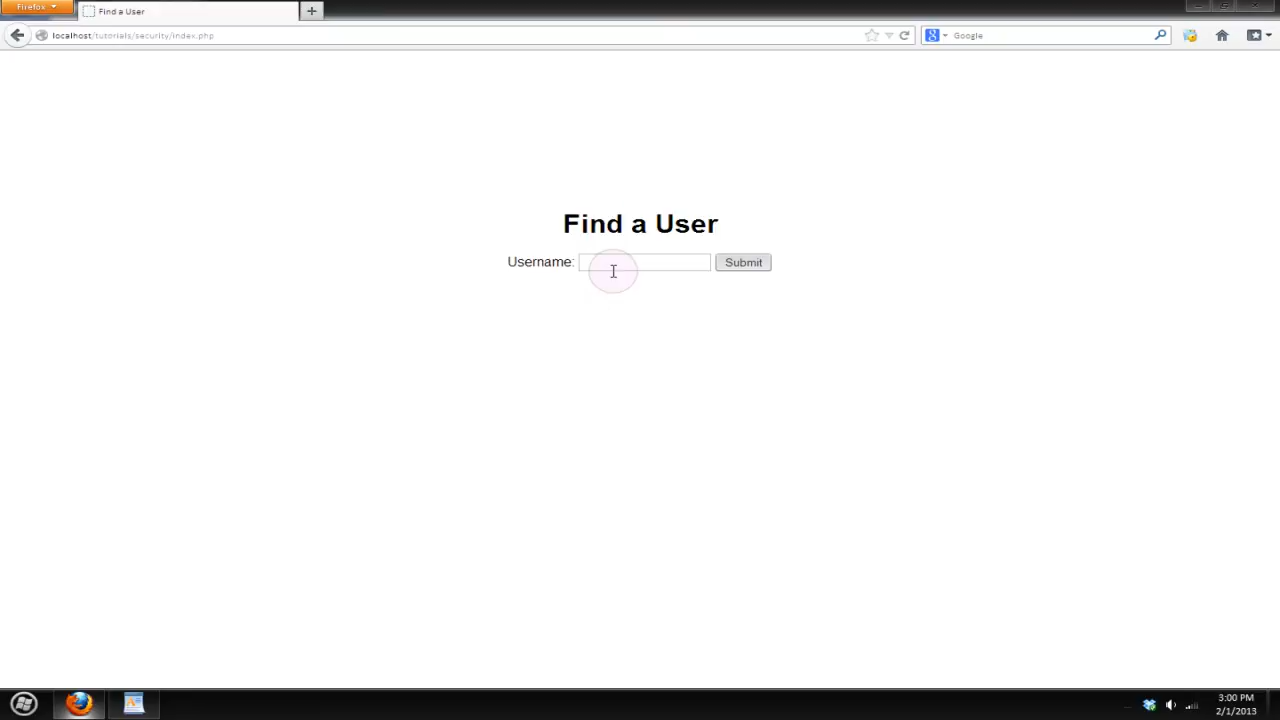 Firefox
Find a User
localhost/tutorials/security/index.php
Google
Find a User
Username:
Submit
3:00 PM
2/1/2013